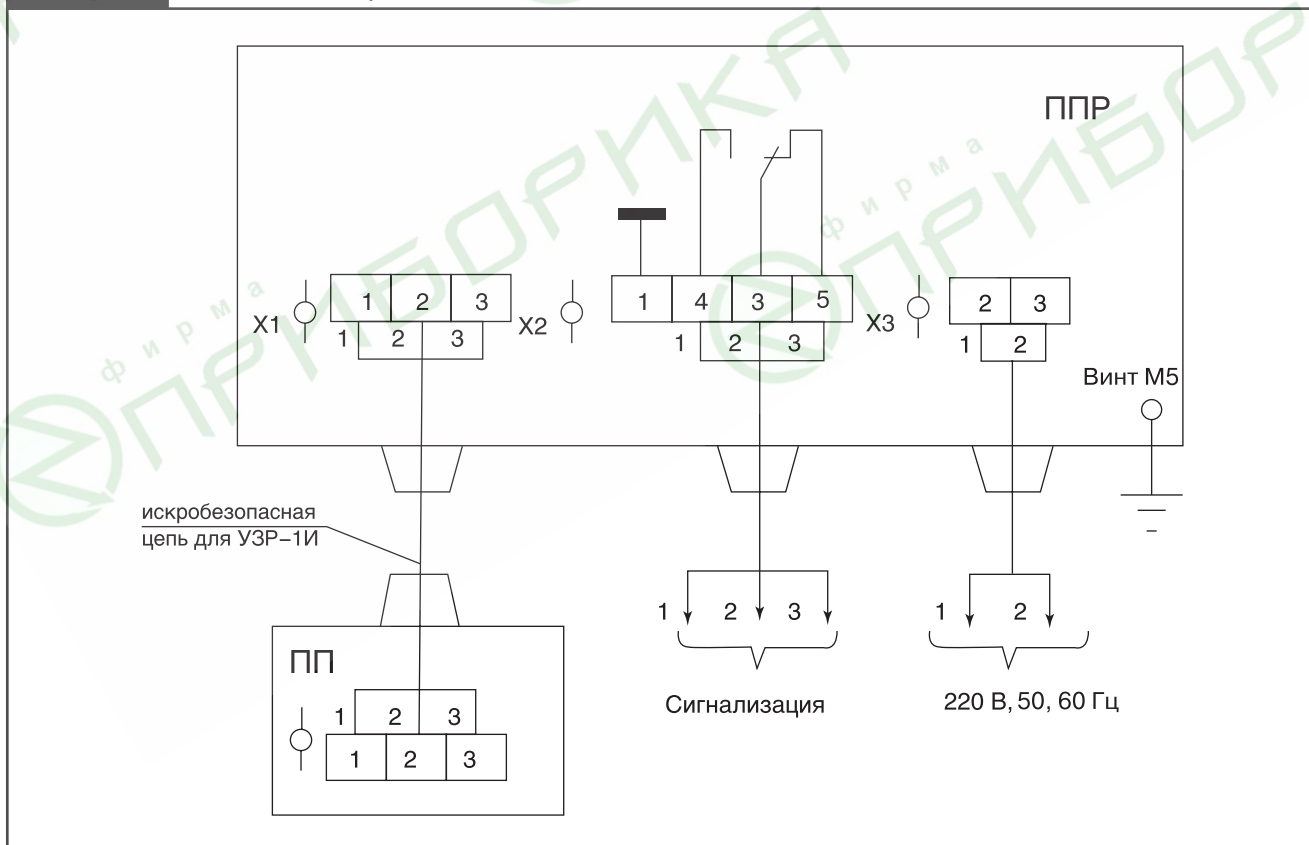 ППР
X1
1 2 3
1 2 3
X2
1 4 3 5
1 2 3
X3
2 3
1 2
Винт М5
искробезопасная
цепь для УЗР–1И
ПП
1 2 3
1 2 3
1 2 3
Сигнализация
1 2
220 В, 50, 60 Гц
фирма
ПРИБОРИКА
фирма
ПРИБОР